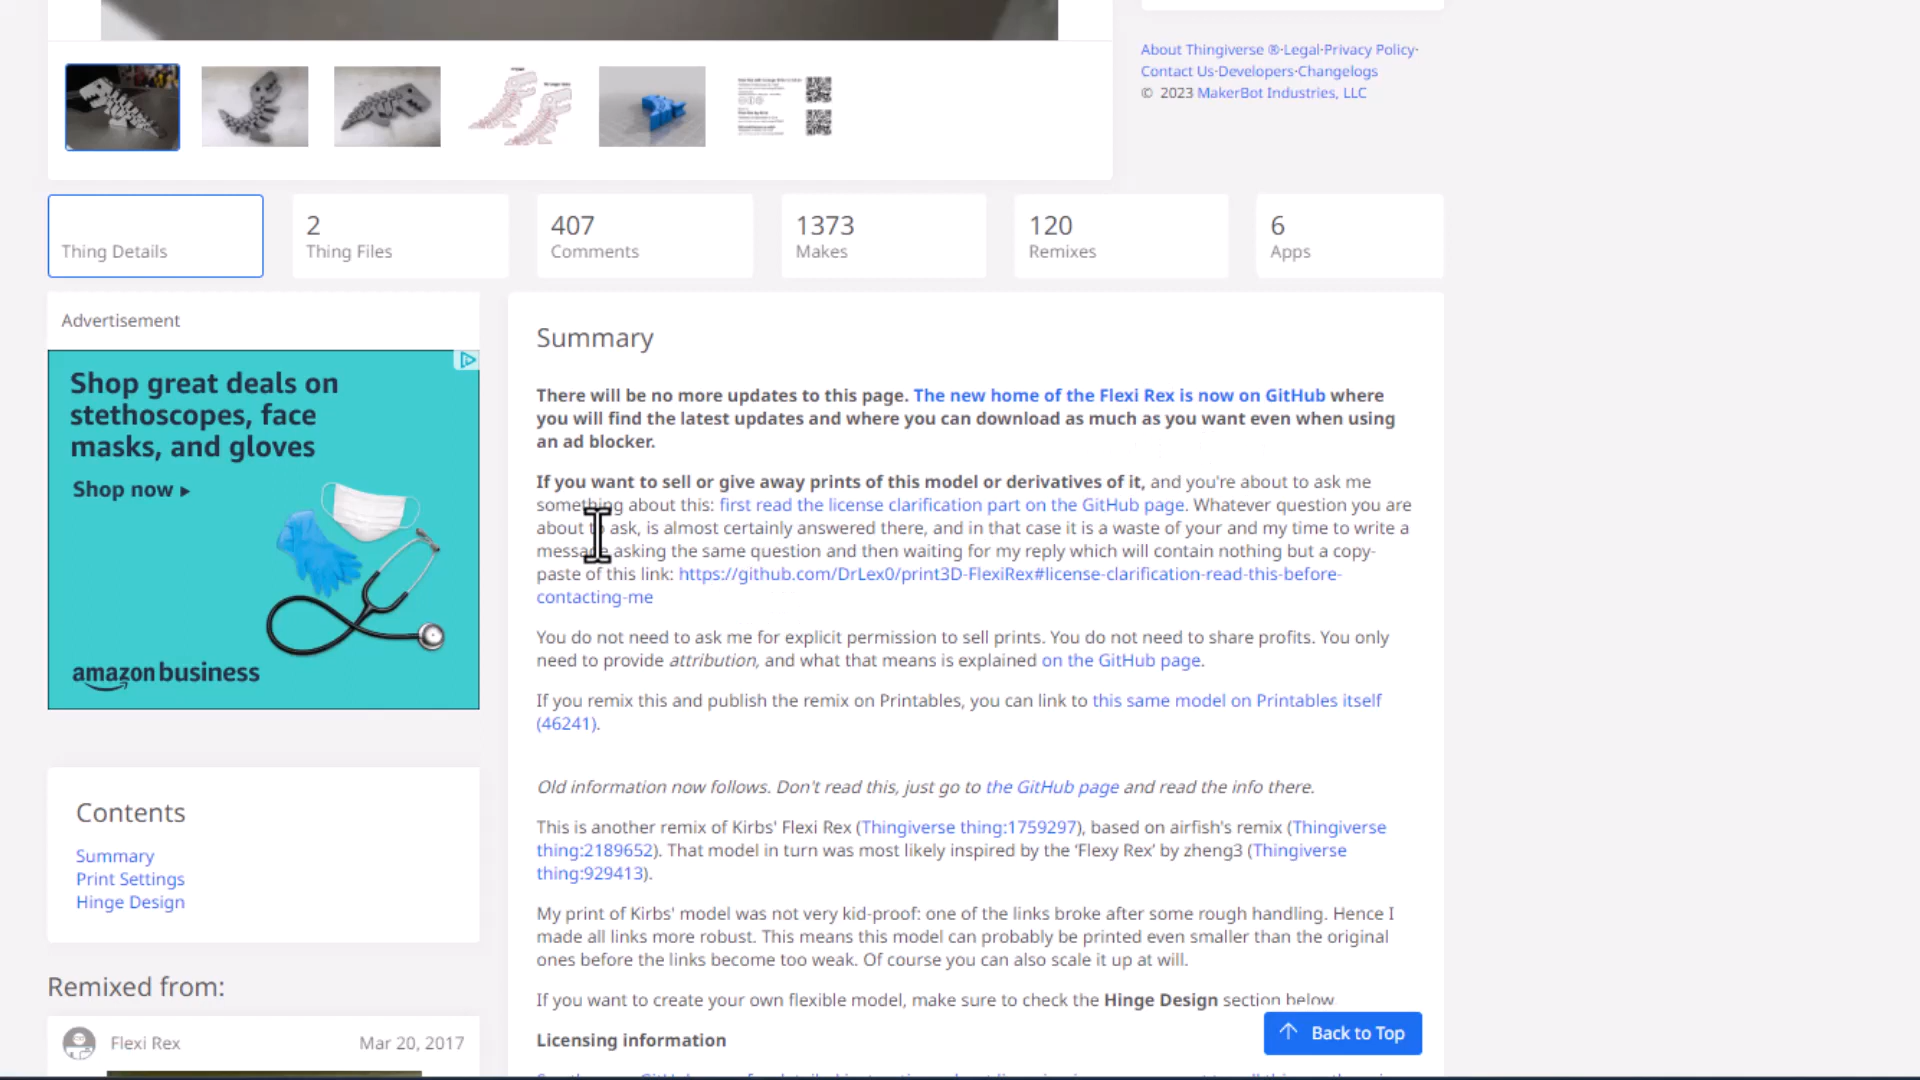 About Thingiverse ®·Legal·Privacy Policy·
Contact Us·Developers·Changelogs
© 2023 MakerBot Industries, LLC
Thing Details
2
Thing Files
407
Comments
1373
Makes
120
Remixes
6
Apps
Advertisement
Shop great deals on
stethoscopes, face
masks, and gloves
Shop now ▸
amazon business
Contents
Summary
Print Settings
Hinge Design
Remixed from:
Flexi Rex
Mar 20, 2017
Summary
There will be no more updates to this page. The new home of the Flexi Rex is now on GitHub where
you will find the latest updates and where you can download as much as you want even when using
an ad blocker.
If you want to sell or give away prints of this model or derivatives of it, and you're about to ask me
something about this: first read the license clarification part on the GitHub page. Whatever question you are
about to ask, is almost certainly answered there, and in that case it is a waste of your and my time to write a
message asking the same question and then waiting for my reply which will contain nothing but a copy-
paste of this link: https://github.com/DrLex0/print3D-FlexiRex#license-clarification-read-this-before-
contacting-me
You do not need to ask me for explicit permission to sell prints. You do not need to share profits. You only
need to provide attribution, and what that means is explained on the GitHub page.
If you remix this and publish the remix on Printables, you can link to this same model on Printables itself
(46241).
Old information now follows. Don't read this, just go to the GitHub page and read the info there.
This is another remix of Kirbs' Flexi Rex (Thingiverse thing:1759297), based on airfish's remix (Thingiverse
thing:2189652). That model in turn was most likely inspired by the ‘Flexy Rex’ by zheng3 (Thingiverse
thing:929413).
My print of Kirbs' model was not very kid-proof: one of the links broke after some rough handling. Hence I
made all links more robust. This means this model can probably be printed even smaller than the original
ones before the links become too weak. Of course you can also scale it up at will.
If you want to create your own flexible model, make sure to check the Hinge Design section below.
Licensing information
Back to Top